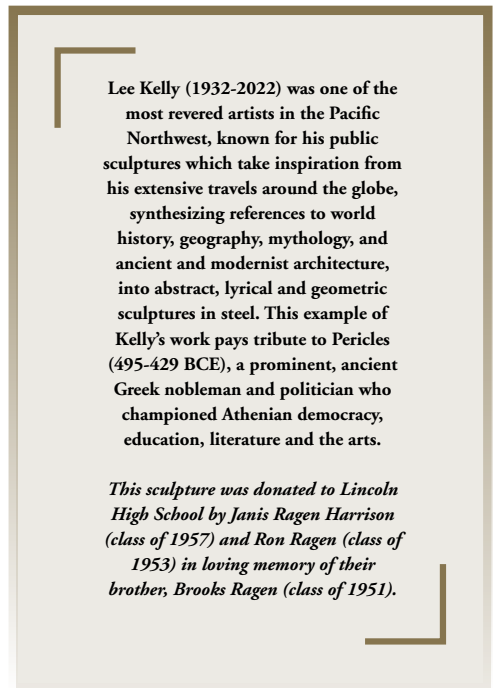 Lee Kelly (1932-2022) was one of the
most revered artists in the Pacific
Northwest, known for his public
sculptures which take inspiration from
his extensive travels around the globe,
synthesizing references to world
history, geography, mythology, and
ancient and modernist architecture,
into abstract, lyrical and geometric
sculptures in steel. This example of
Kelly’s work pays tribute to Pericles
(495-429 BCE), a prominent, ancient
Greek nobleman and politician who
championed Athenian democracy,
education, literature and the arts.
This sculpture was donated to Lincoln
High School by Janis Ragen Harrison
(class of 1957) and Ron Ragen (class of
1953) in loving memory of their
brother, Brooks Ragen (class of 1951).